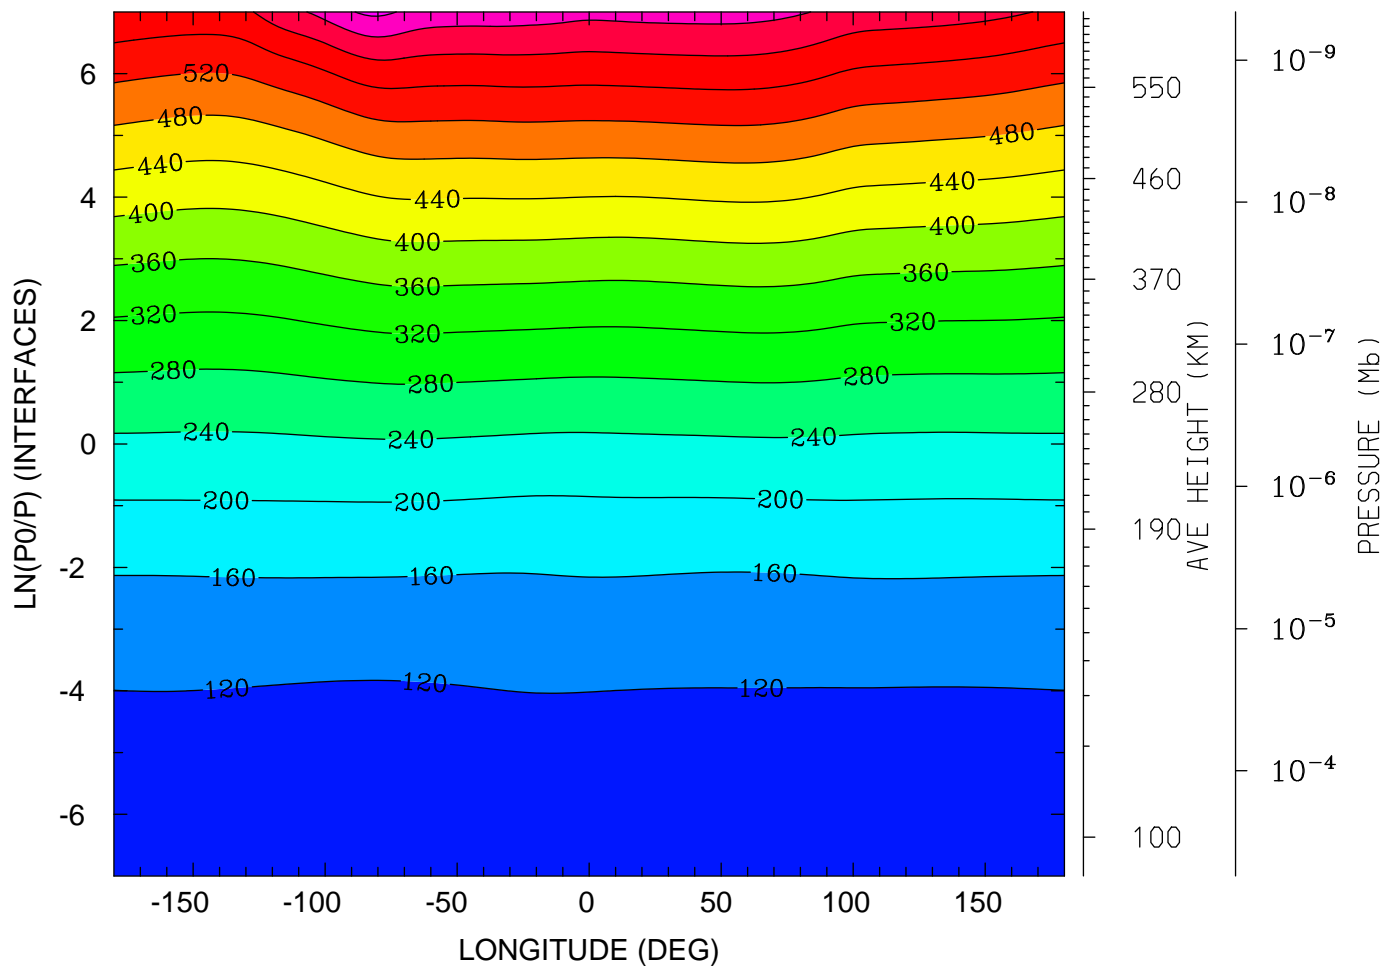 6
4
2
0
-2
-4
-6
LN(P0/P) (INTERFACES)
-150 -100 -50 0 50 100 150
LONGITUDE (DEG)
520
480 480
440 440 440
400 400 400
360 360 360
320 320 320
280 280 280
240 240 240
200 200 200
160 160 160
120 120 120
550
460
370
280
190
100
AVE HEIGHT (KM)
10⁻⁹
10⁻⁸
10⁻⁷
10⁻⁶
10⁻⁵
10⁻⁴
PRESSURE (Mb)